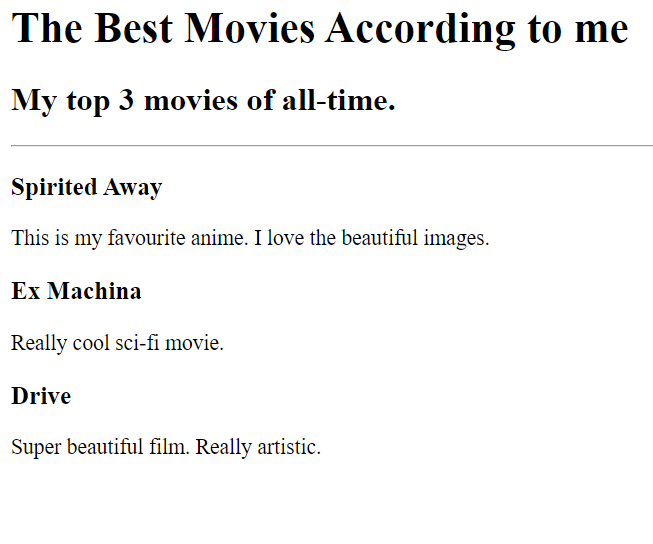 The Best Movies According to me
My top 3 movies of all-time.
Spirited Away
This is my favourite anime. I love the beautiful images.
Ex Machina
Really cool sci-fi movie.
Drive
Super beautiful film. Really artistic.